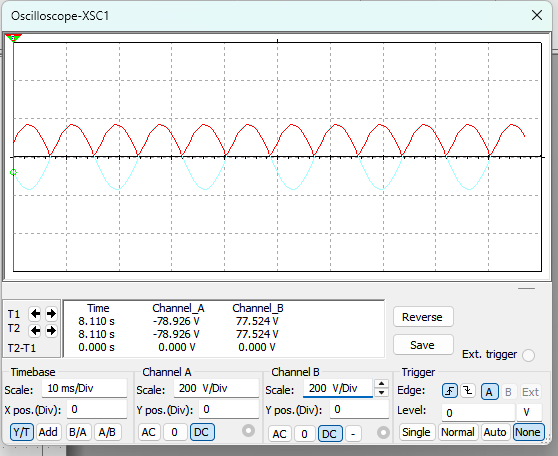 Oscilloscope-XSC1
Time Channel_A Channel_B
T1 8.110 s -78.926 V 77.524 V
T2 8.110 s -78.926 V 77.524 V
T2-T1 0.000 s 0.000 V 0.000 V
Reverse
Save
Ext. trigger
Timebase
Scale: 10 ms/Div
X pos.(Div): 0
Y/T Add B/A A/B
Channel A
Scale: 200 V/Div
Y pos.(Div): 0
AC 0 DC
Channel B
Scale: 200 V/Div
Y pos.(Div): 0
AC 0 DC -
Trigger
Edge: A B Ext
Level: 0 V
Single Normal Auto None